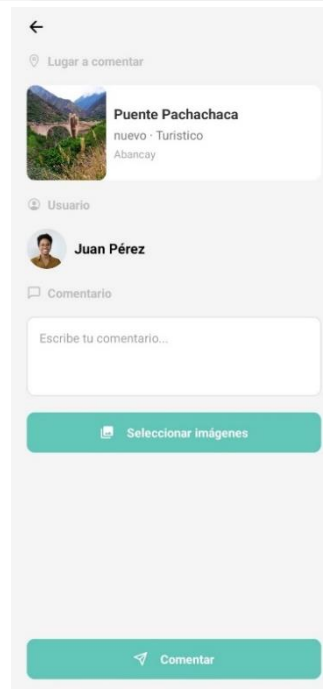 Lugar a comentar
Puente Pachachaca
nuevo · Turistico
Abancay
Usuario
Juan Pérez
Comentario
Escribe tu comentario...
Seleccionar imágenes
Comentar